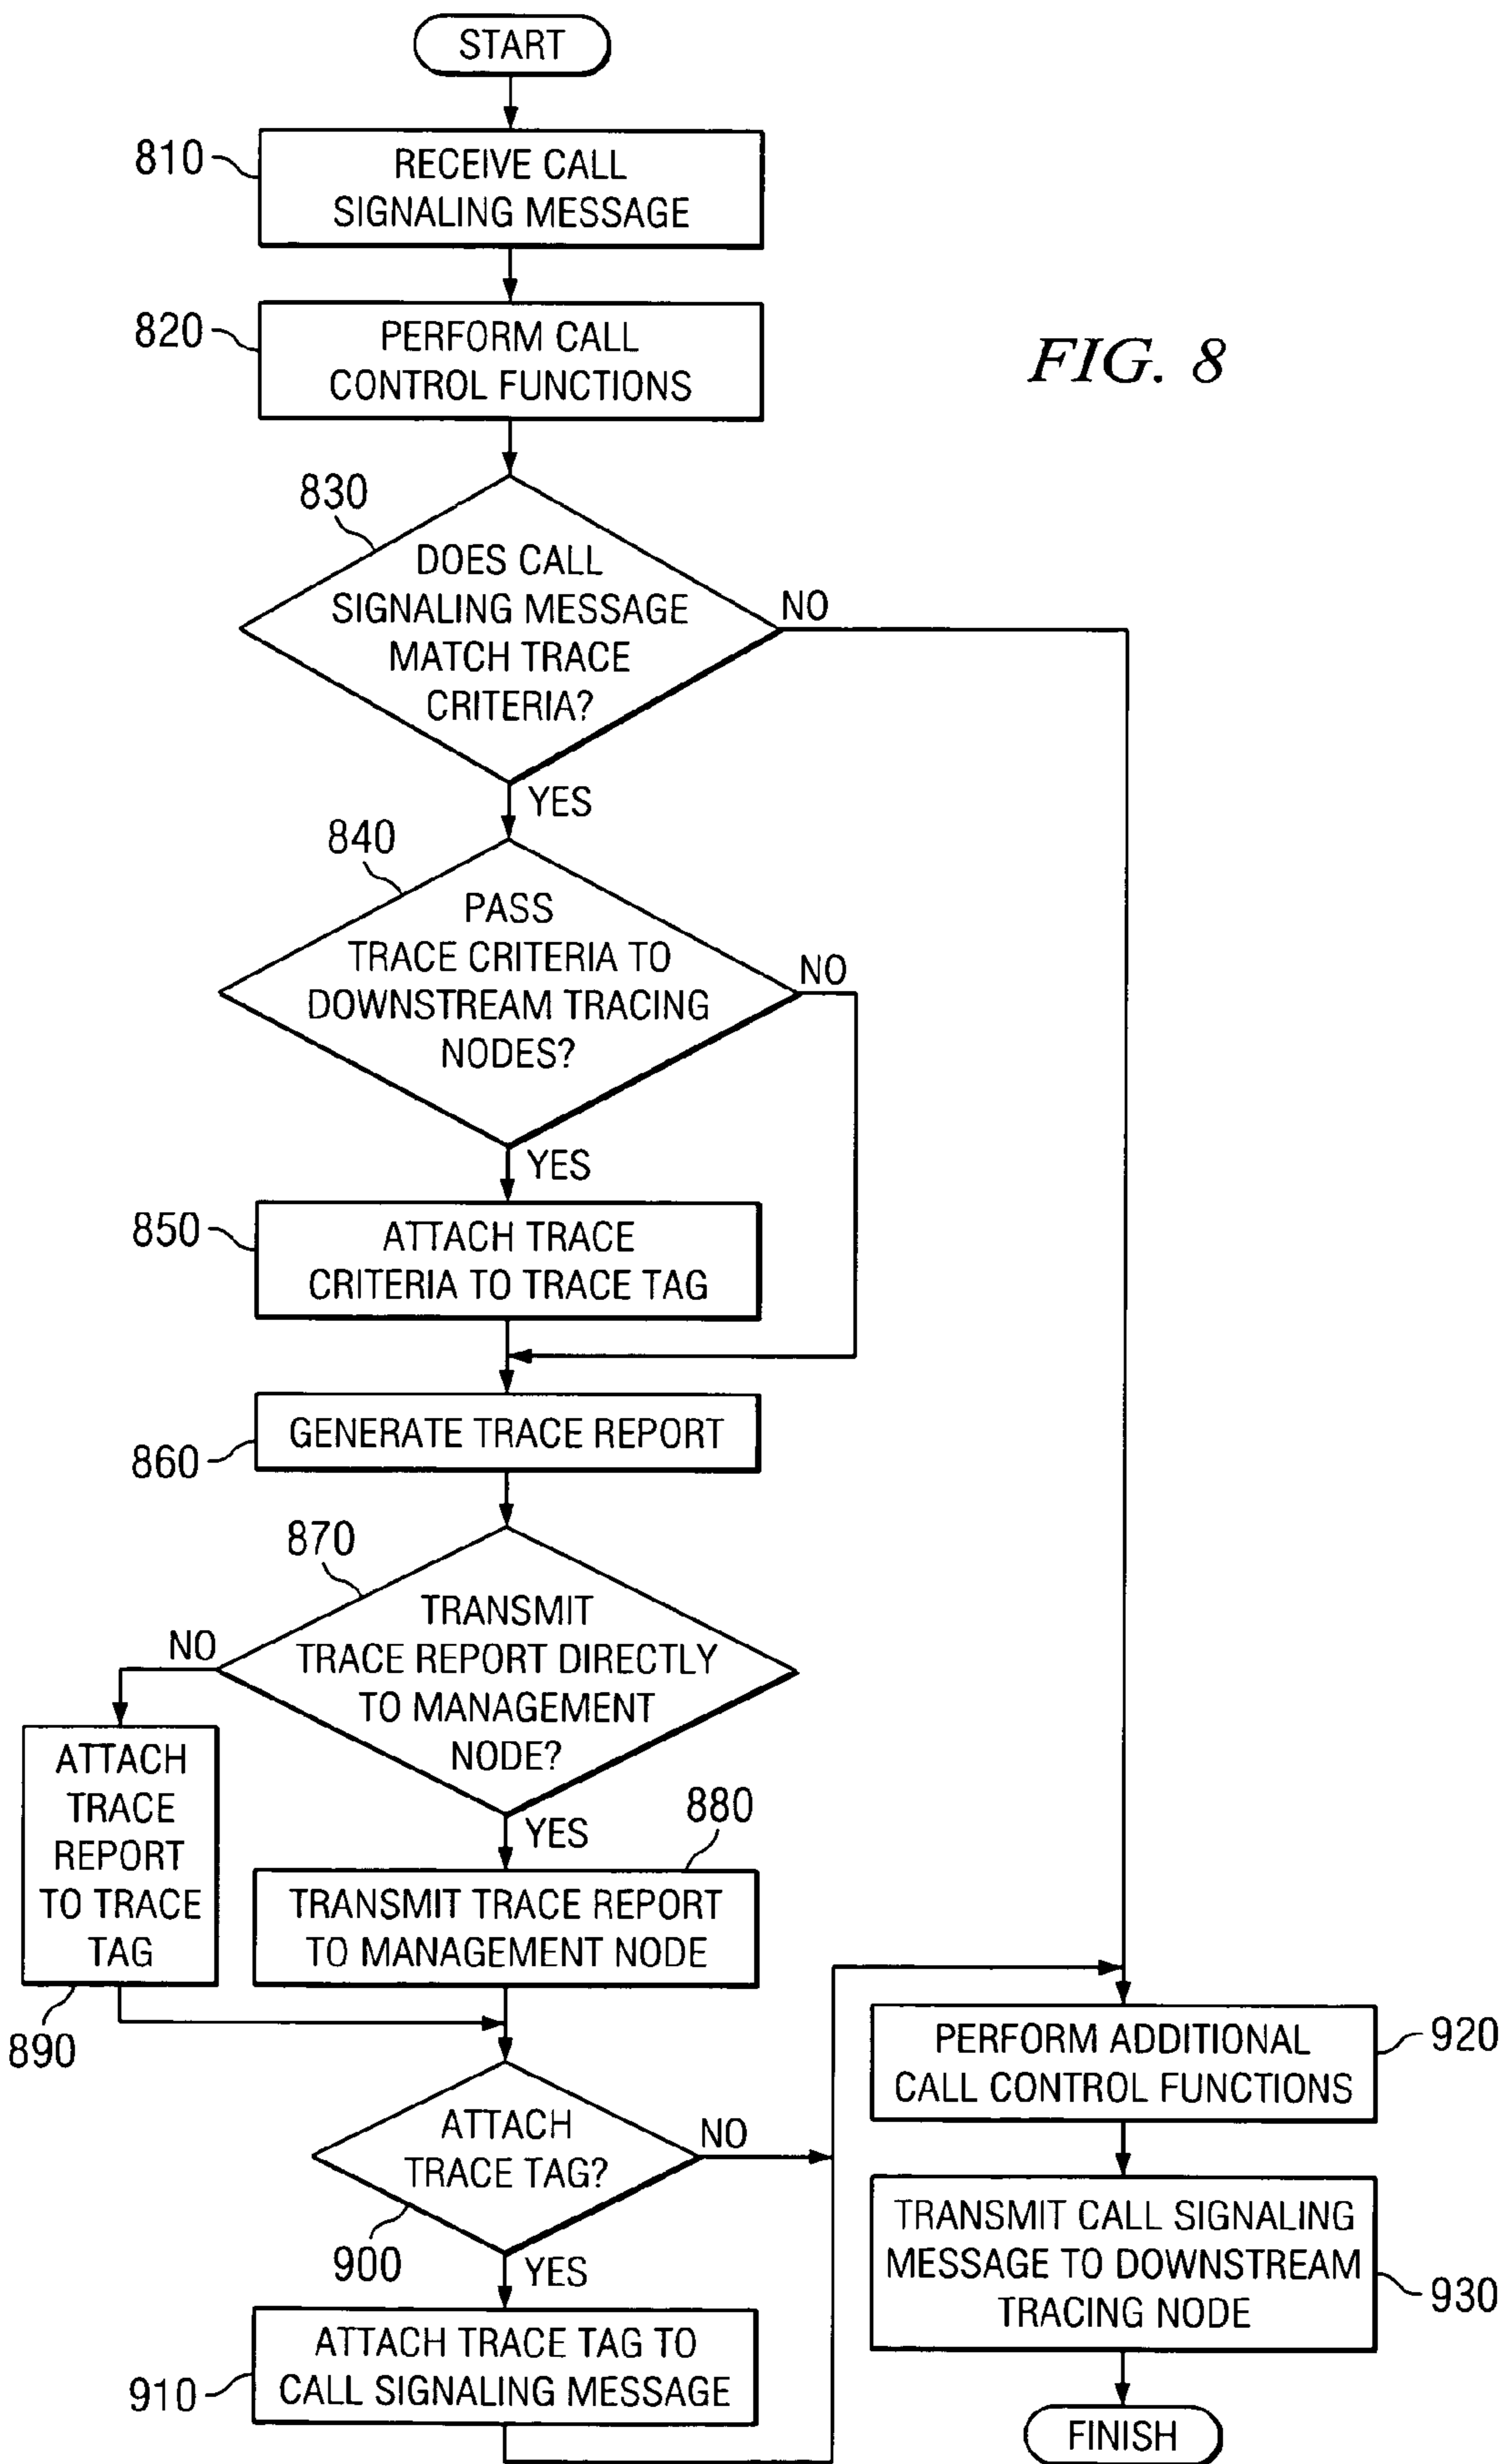 START
810
RECEIVE CALL
SIGNALING MESSAGE
820
PERFORM CALL
CONTROL FUNCTIONS
FIG. 8
830
DOES CALL
SIGNALING MESSAGE
MATCH TRACE
CRITERIA?
NO
YES
840
PASS
TRACE CRITERIA TO
DOWNSTREAM TRACING
NODES?
NO
YES
850
ATTACH TRACE
CRITERIA TO TRACE TAG
860
GENERATE TRACE REPORT
870
TRANSMIT
TRACE REPORT DIRECTLY
TO MANAGEMENT
NODE?
NO
YES
ATTACH
TRACE
REPORT
TO TRACE
TAG
890
880
TRANSMIT TRACE REPORT
TO MANAGEMENT NODE
ATTACH
TRACE TAG?
NO
900
YES
910
ATTACH TRACE TAG TO
CALL SIGNALING MESSAGE
PERFORM ADDITIONAL
CALL CONTROL FUNCTIONS
920
TRANSMIT CALL SIGNALING
MESSAGE TO DOWNSTREAM
TRACING NODE
930
FINISH